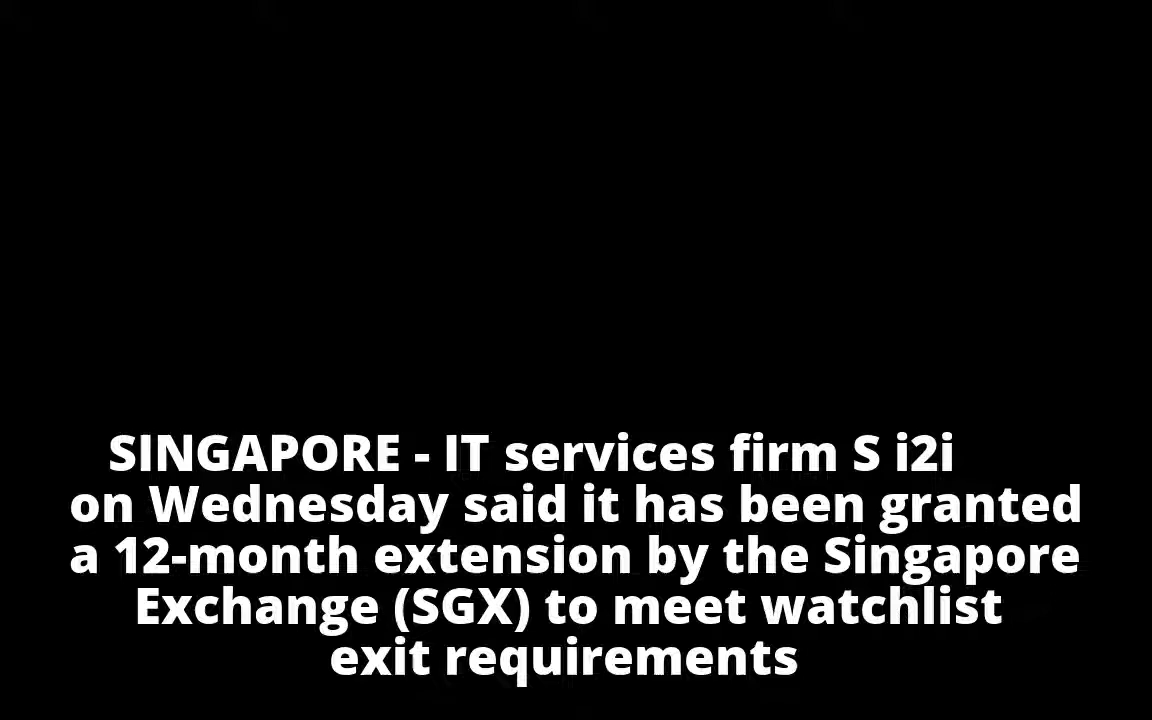 SINGAPORE - IT services firm S i2i
on Wednesday said it has been granted
a 12-month extension by the Singapore
Exchange (SGX) to meet watchlist
exit requirements